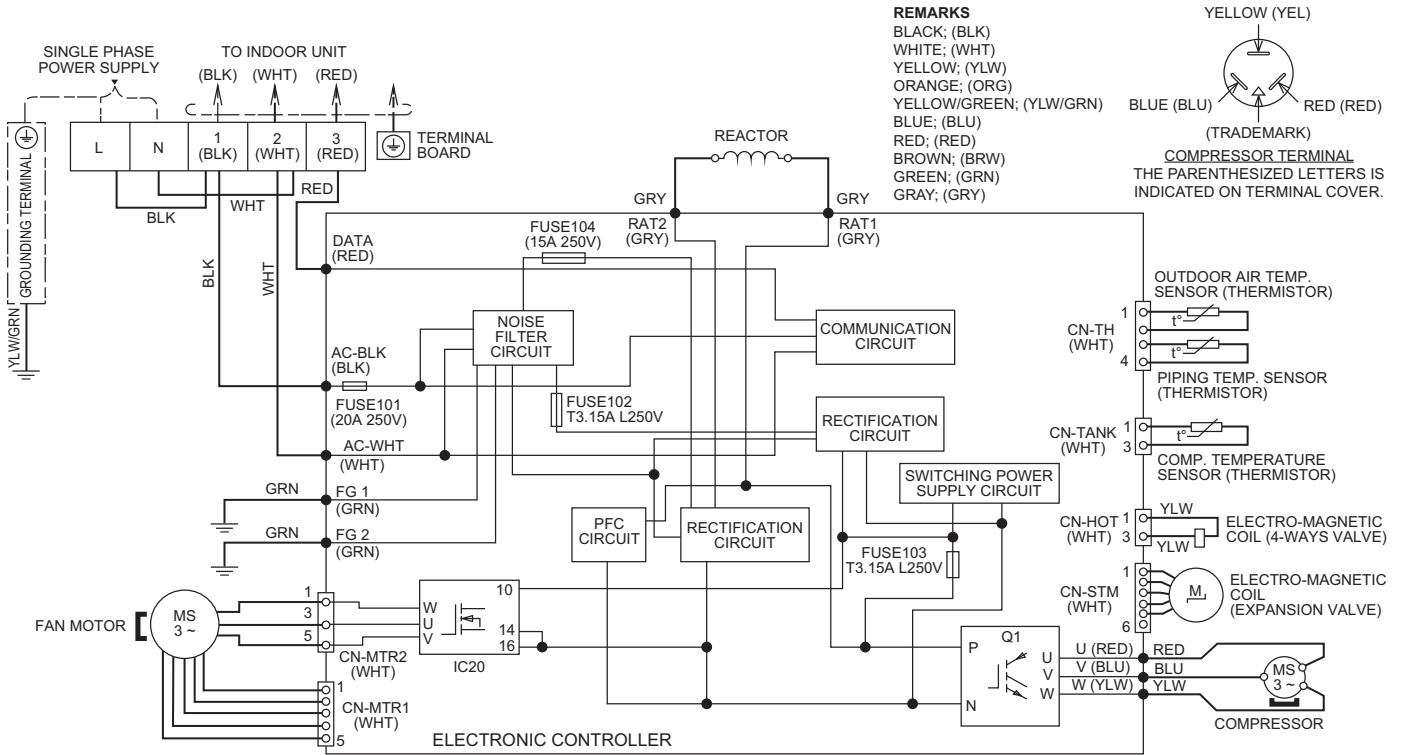 SINGLE PHASE
POWER SUPPLY
TO INDOOR UNIT
(BLK) (WHT) (RED)
L
N
1
(BLK)
2
(WHT)
3
(RED)
TERMINAL
BOARD
GROUNDING TERMINAL
YLW/GRN
BLK
WHT
RED
BLK
WHT
REMARKS
BLACK; (BLK)
WHITE; (WHT)
YELLOW; (YLW)
ORANGE; (ORG)
YELLOW/GREEN; (YLW/GRN)
BLUE; (BLU)
RED; (RED)
BROWN; (BRW)
GREEN; (GRN)
GRAY; (GRY)
YELLOW (YEL)
BLUE (BLU)
RED (RED)
(TRADEMARK)
COMPRESSOR TERMINAL
THE PARENTHESIZED LETTERS IS
INDICATED ON TERMINAL COVER.
REACTOR
GRY
GRY
RAT2
(GRY)
RAT1
(GRY)
DATA
(RED)
FUSE104
(15A 250V)
NOISE
FILTER
CIRCUIT
COMMUNICATION
CIRCUIT
AC-BLK
(BLK)
FUSE101
(20A 250V)
FUSE102
T3.15A L250V
AC-WHT
(WHT)
RECTIFICATION
CIRCUIT
SWITCHING POWER
SUPPLY CIRCUIT
GRN
FG 1
(GRN)
GRN
FG 2
(GRN)
PFC
CIRCUIT
RECTIFICATION
CIRCUIT
FUSE103
T3.15A L250V
FAN MOTOR
MS
3 ~
1
3
5
CN-MTR2
(WHT)
1
CN-MTR1
(WHT)
5
W
U
V
10
14
16
IC20
P
N
Q1
U
V
W
U (RED)
V (BLU)
W (YLW)
RED
BLU
YLW
MS
3 ~
COMPRESSOR
OUTDOOR AIR TEMP.
SENSOR (THERMISTOR)
1
CN-TH
(WHT)
4
t°
t°
PIPING TEMP. SENSOR
(THERMISTOR)
CN-TANK
(WHT)
1
3
t°
COMP. TEMPERATURE
SENSOR (THERMISTOR)
CN-HOT
(WHT)
1
3
YLW
YLW
ELECTRO-MAGNETIC
COIL (4-WAYS VALVE)
1
CN-STM
(WHT)
6
M
ELECTRO-MAGNETIC
COIL
(EXPANSION VALVE)
ELECTRONIC CONTROLLER